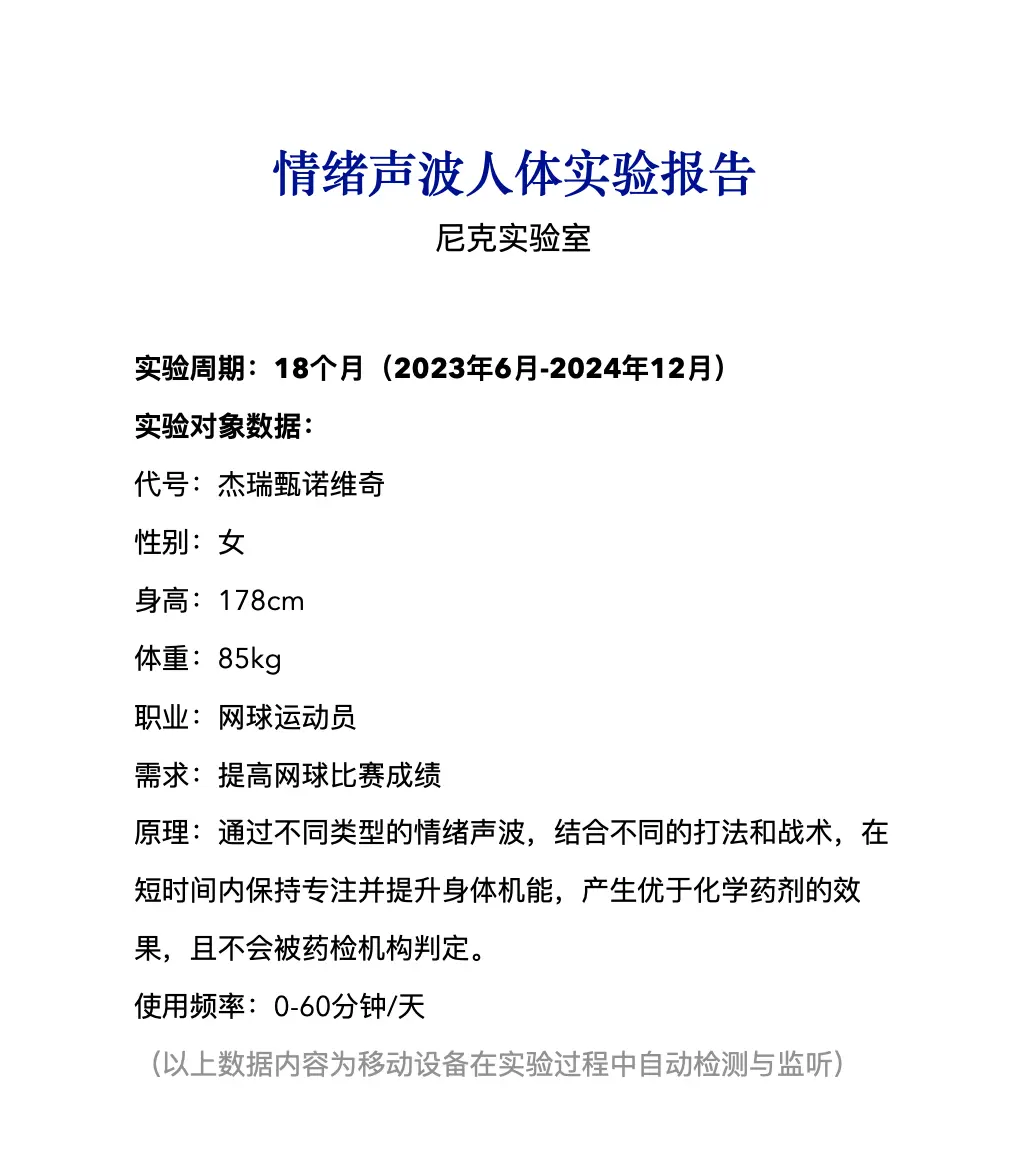 情绪声波人体实验报告
尼克实验室
实验周期：18个月（2023年6月-2024年12月）
实验对象数据：
代号：杰瑞甄诺维奇
性别：女
身高：178cm
体重：85kg
职业：网球运动员
需求：提高网球比赛成绩
原理：通过不同类型的情绪声波，结合不同的打法和战术，在
短时间内保持专注并提升身体机能，产生优于化学药剂的效
果，且不会被药检机构判定。
使用频率：0-60分钟/天
（以上数据内容为移动设备在实验过程中自动检测与监听）